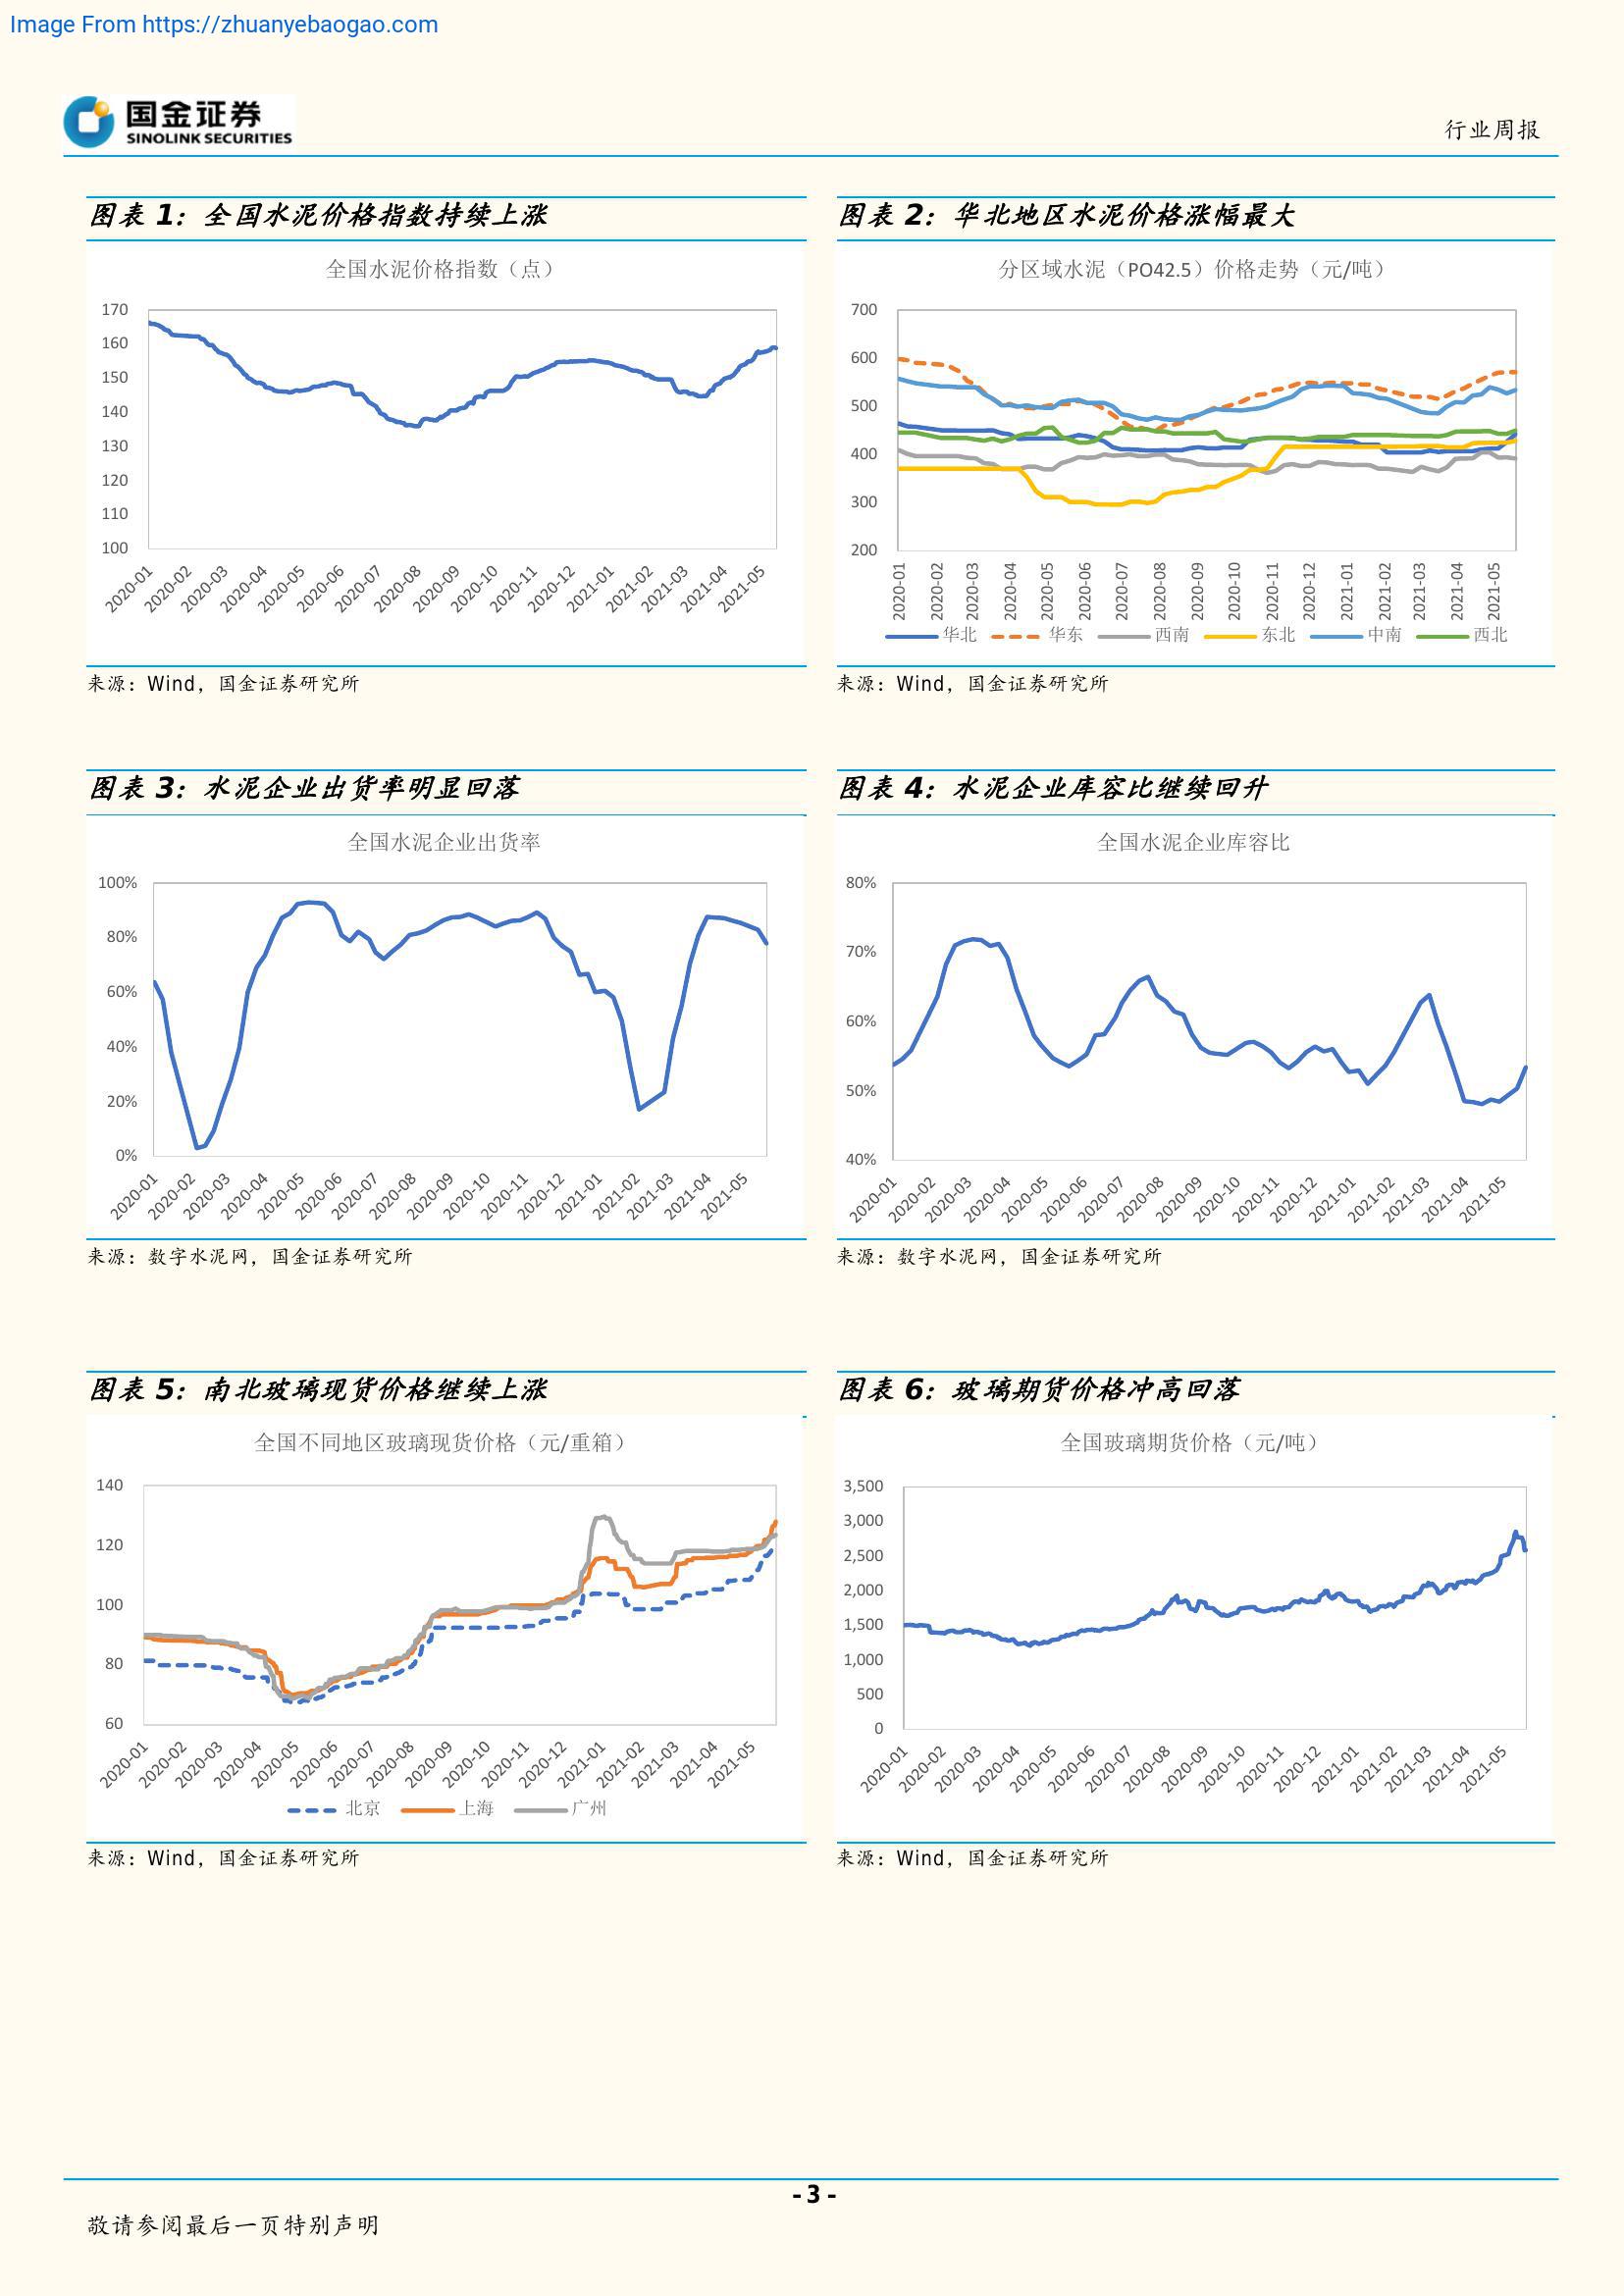 Image From https://zhuanyebaogao.com
国金证券
SINOLINK SECURITIES
行业周报
图表 1：全国水泥价格指数持续上涨
全国水泥价格指数（点）
170
160
150
140
130
120
110
100
2020-01 2020-02 2020-03 2020-04 2020-05 2020-06 2020-07 2020-08 2020-09 2020-10 2020-11 2020-12 2021-01 2021-02 2021-03 2021-04 2021-05
来源：Wind，国金证券研究所
图表 2：华北地区水泥价格涨幅最大
分区域水泥（PO42.5）价格走势（元/吨）
700
600
500
400
300
200
2020-01 2020-02 2020-03 2020-04 2020-05 2020-06 2020-07 2020-08 2020-09 2020-10 2020-11 2020-12 2021-01 2021-02 2021-03 2021-04 2021-05
华北 华东 西南 东北 中南 西北
来源：Wind，国金证券研究所
图表 3：水泥企业出货率明显回落
全国水泥企业出货率
100%
80%
60%
40%
20%
0%
2020-01 2020-02 2020-03 2020-04 2020-05 2020-06 2020-07 2020-08 2020-09 2020-10 2020-11 2020-12 2021-01 2021-02 2021-03 2021-04 2021-05
来源：数字水泥网，国金证券研究所
图表 4：水泥企业库容比继续回升
全国水泥企业库容比
80%
70%
60%
50%
40%
2020-01 2020-02 2020-03 2020-04 2020-05 2020-06 2020-07 2020-08 2020-09 2020-10 2020-11 2020-12 2021-01 2021-02 2021-03 2021-04 2021-05
来源：数字水泥网，国金证券研究所
图表 5：南北玻璃现货价格继续上涨
全国不同地区玻璃现货价格（元/重箱）
140
120
100
80
60
2020-01 2020-02 2020-03 2020-04 2020-05 2020-06 2020-07 2020-08 2020-09 2020-10 2020-11 2020-12 2021-01 2021-02 2021-03 2021-04 2021-05
北京 上海 广州
来源：Wind，国金证券研究所
图表 6：玻璃期货价格冲高回落
全国玻璃期货价格（元/吨）
3,500
3,000
2,500
2,000
1,500
1,000
500
0
2020-01 2020-02 2020-03 2020-04 2020-05 2020-06 2020-07 2020-08 2020-09 2020-10 2020-11 2020-12 2021-01 2021-02 2021-03 2021-04 2021-05
来源：Wind，国金证券研究所
- 3 -
敬请参阅最后一页特别声明